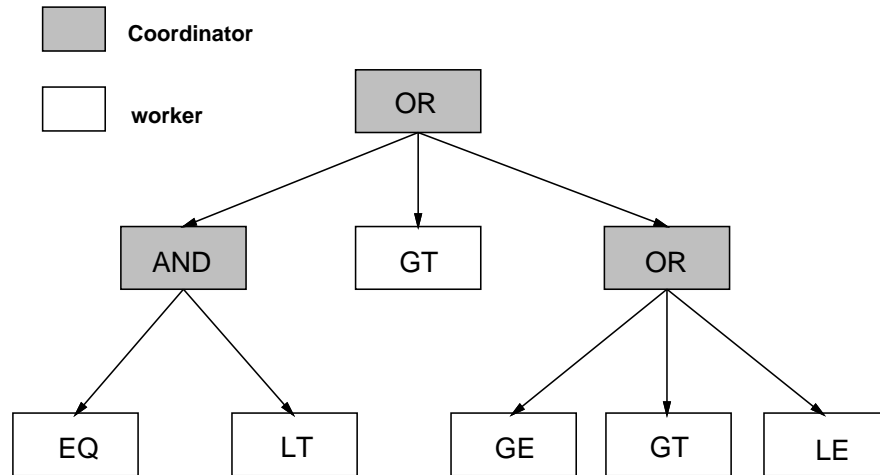 Coordinator
worker
OR
AND
GT
OR
EQ
LT
GE
GT
LE